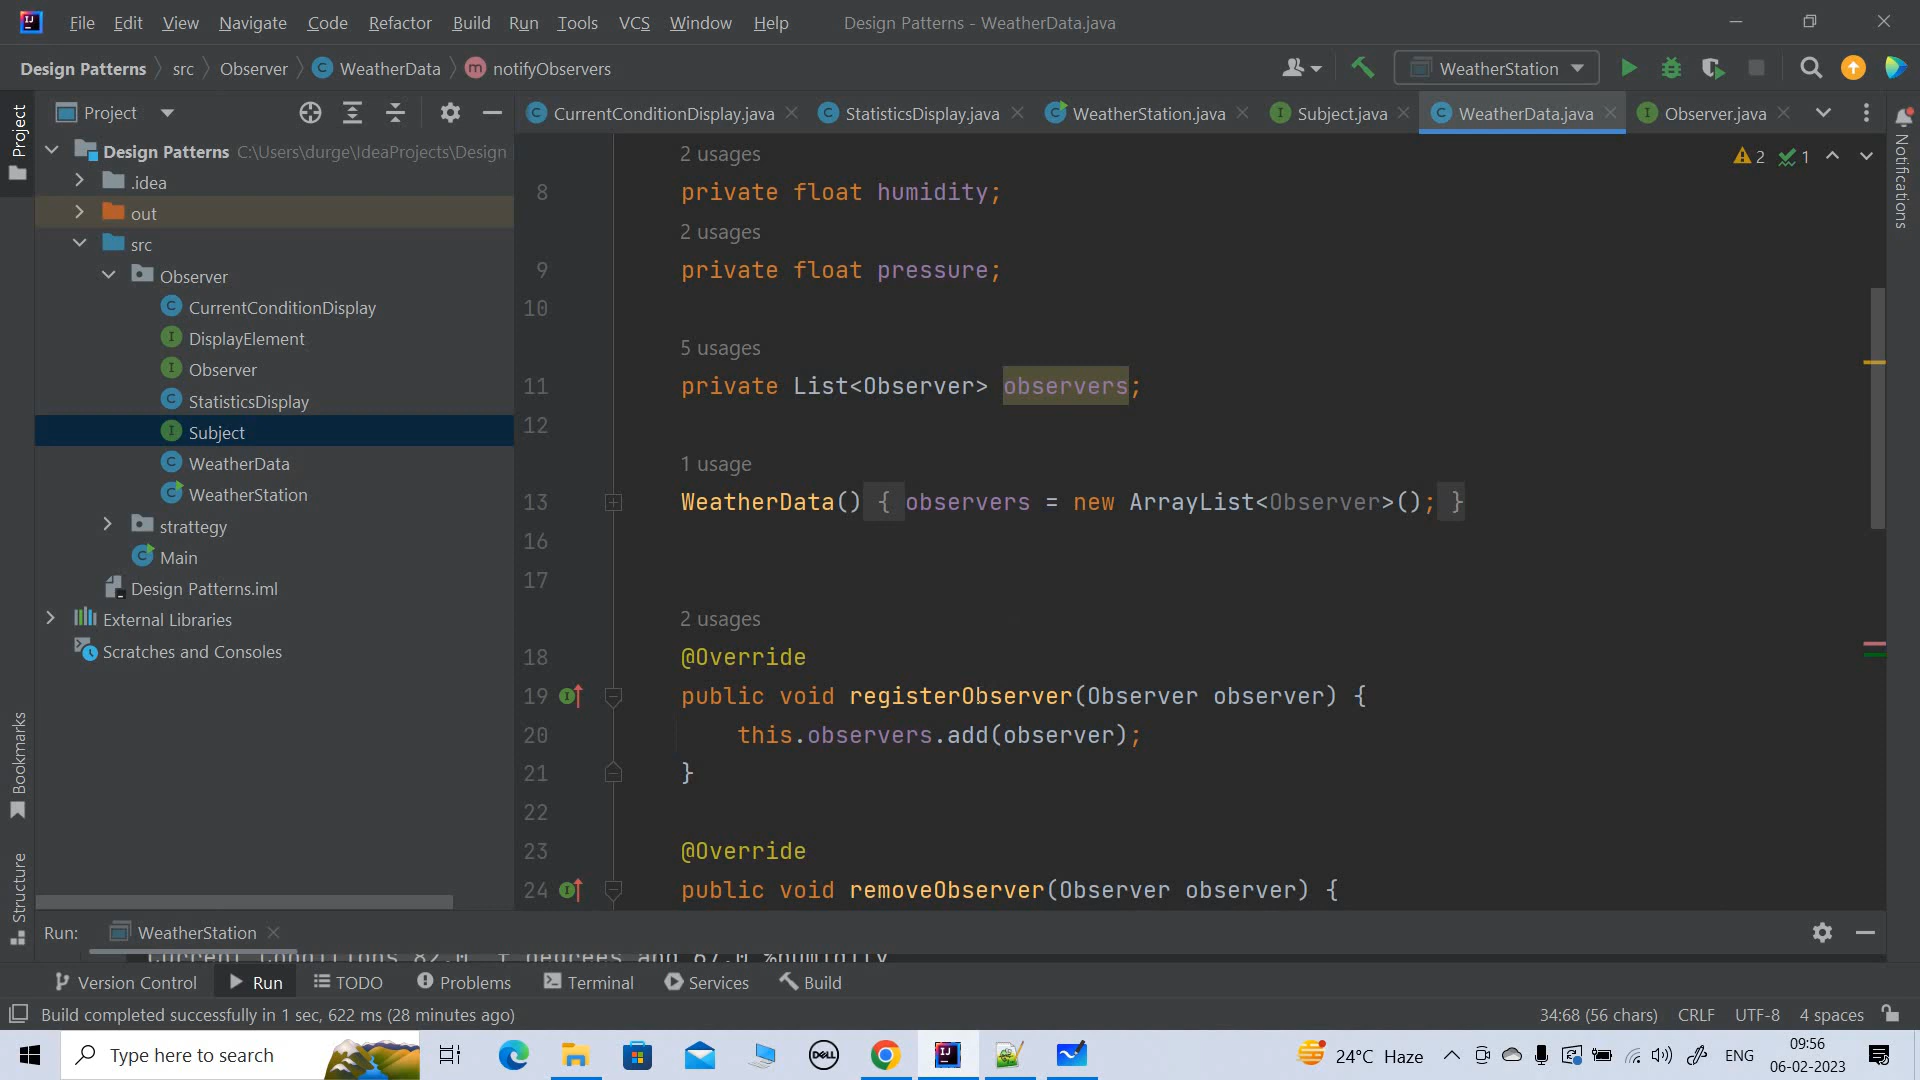 File Edit View Navigate Code Refactor Build Run Tools VCS Window Help Design Patterns - WeatherData.java
Design Patterns src Observer WeatherData notifyObservers WeatherStation
Project CurrentConditionDisplay.java StatisticsDisplay.java WeatherStation.java Subject.java WeatherData.java Observer.java
Project
Bookmarks
Structure
Notifications
Design Patterns C:\Users\durge\IdeaProjects\Design
.idea
out
src
Observer
CurrentConditionDisplay
DisplayElement
Observer
StatisticsDisplay
Subject
WeatherData
WeatherStation
strattegy
Main
Design Patterns.iml
External Libraries
Scratches and Consoles
2 1
2 usages
8 private float humidity;
2 usages
9 private float pressure;
10
5 usages
11 private List<Observer> observers;
12
1 usage
13 WeatherData() { observers = new ArrayList<Observer>(); }
16
17
2 usages
18 @Override
19 public void registerObserver(Observer observer) {
20 this.observers.add(observer);
21 }
22
23 @Override
24 public void removeObserver(Observer observer) {
Run: WeatherStation
Version Control Run TODO Problems Terminal Services Build
Build completed successfully in 1 sec, 622 ms (28 minutes ago) 34:68 (56 chars) CRLF UTF-8 4 spaces
Type here to search DELL 24°C Haze ENG 09:56
06-02-2023